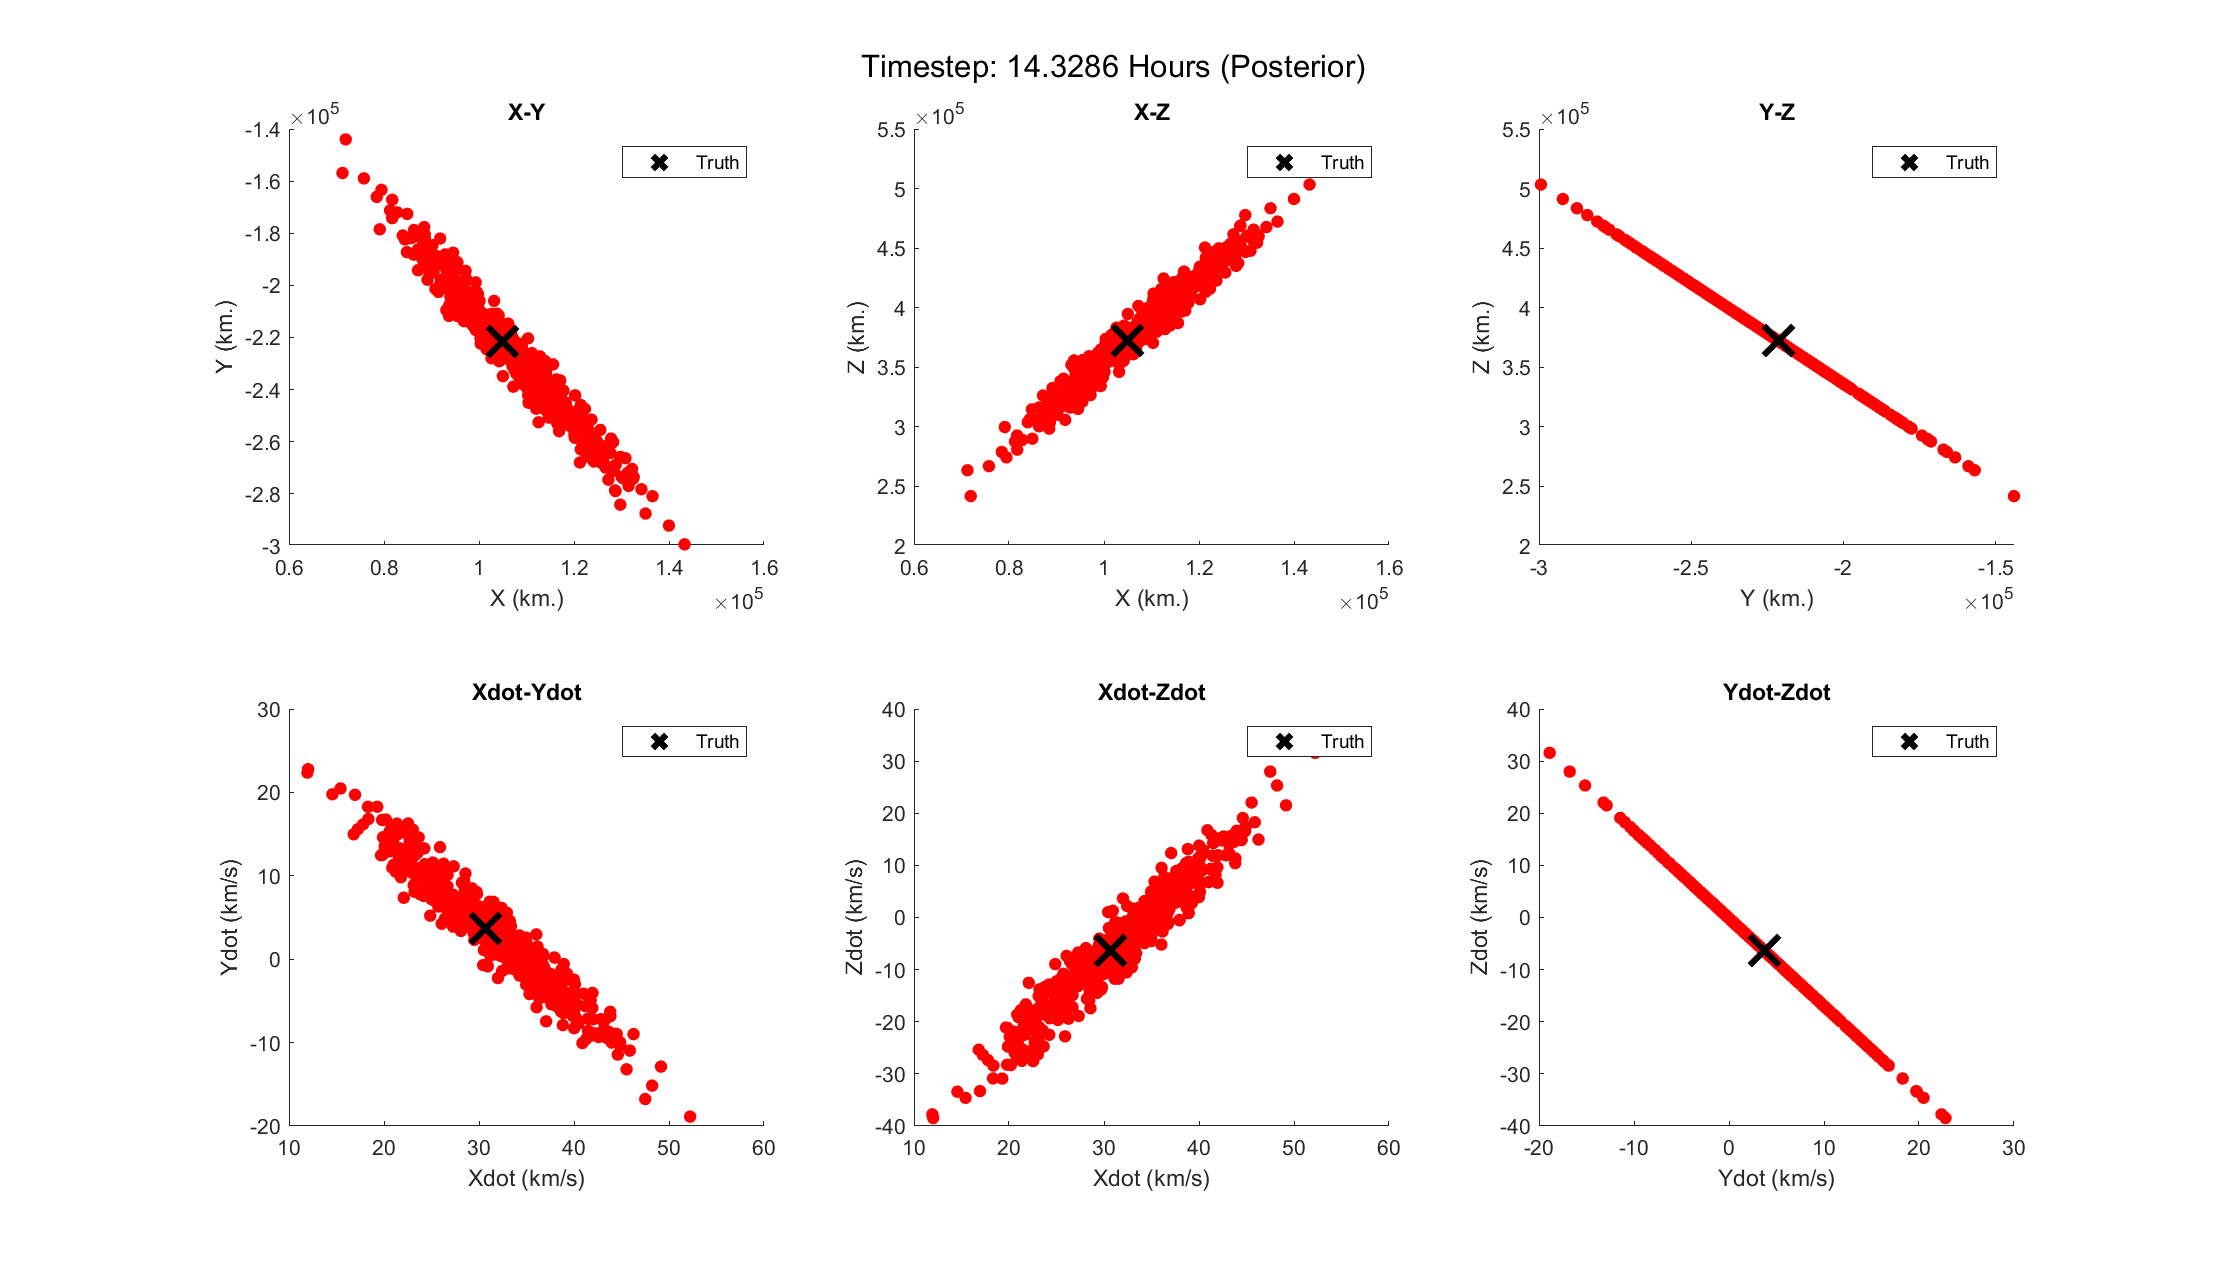 Timestep: 14.3286 Hours (Posterior)
X-Y
×10^5
-1.4
-1.6
-1.8
-2
-2.2
-2.4
-2.6
-2.8
-3
Y (km.)
0.6 0.8 1 1.2 1.4 1.6
X (km.)
×10^5
Truth
X-Z
×10^5
5.5
5
4.5
4
3.5
3
2.5
2
Z (km.)
0.6 0.8 1 1.2 1.4 1.6
X (km.)
×10^5
Truth
Y-Z
×10^5
5.5
5
4.5
4
3.5
3
2.5
2
Z (km.)
-3 -2.5 -2 -1.5
Y (km.)
×10^5
Truth
Xdot-Ydot
30
20
10
0
-10
-20
Ydot (km/s)
10 20 30 40 50 60
Xdot (km/s)
Truth
Xdot-Zdot
40
30
20
10
0
-10
-20
-30
-40
Zdot (km/s)
10 20 30 40 50 60
Xdot (km/s)
Truth
Ydot-Zdot
40
30
20
10
0
-10
-20
-30
-40
Zdot (km/s)
-20 -10 0 10 20 30
Ydot (km/s)
Truth